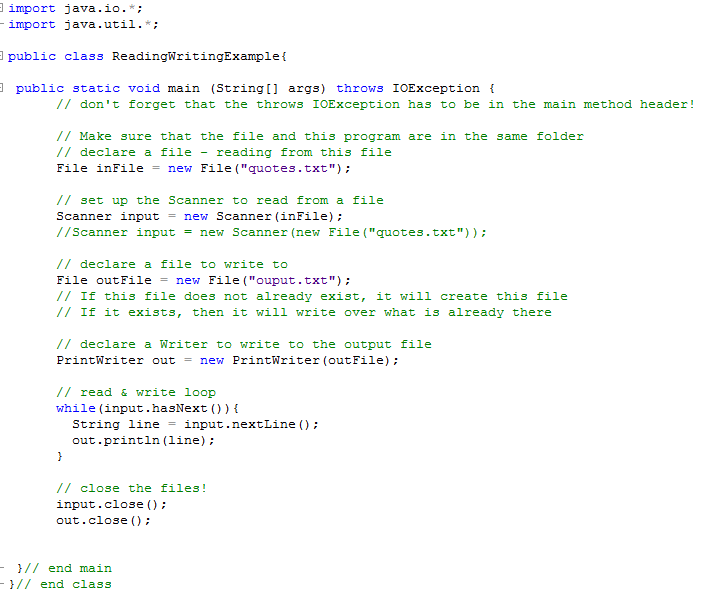 import java.io.*;
import java.util.*;
public class ReadingWritingExample{
public static void main (String[] args) throws IOException {
// don't forget that the throws IOException has to be in the main method header!
// Make sure that the file and this program are in the same folder
// declare a file - reading from this file
File inFile = new File("quotes.txt");
// set up the Scanner to read from a file
Scanner input = new Scanner(inFile);
//Scanner input = new Scanner(new File("quotes.txt"));
// declare a file to write to
File outFile = new File("ouput.txt");
// If this file does not already exist, it will create this file
// If it exists, then it will write over what is already there
// declare a Writer to write to the output file
PrintWriter out = new PrintWriter(outFile);
// read & write loop
while(input.hasNext()){
String line = input.nextLine();
out.println(line);
}
// close the files!
input.close();
out.close();
}// end main
}// end class